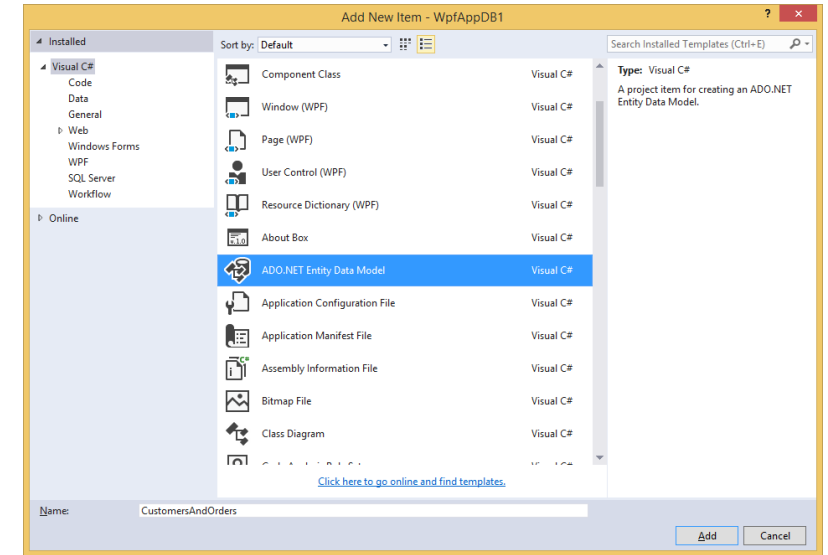 Add New Item - WpfAppDB1
?
×
Installed
Sort by: Default
Search Installed Templates (Ctrl+E)
Visual C#
Code
Data
General
Web
Windows Forms
WPF
SQL Server
Workflow
Online
Component Class Visual C#
Window (WPF) Visual C#
Page (WPF) Visual C#
User Control (WPF) Visual C#
Resource Dictionary (WPF) Visual C#
v.1.0
About Box Visual C#
ADO.NET Entity Data Model Visual C#
Application Configuration File Visual C#
Application Manifest File Visual C#
C#
Assembly Information File Visual C#
Bitmap File Visual C#
Class Diagram Visual C#
Click here to go online and find templates.
Type: Visual C#
A project item for creating an ADO.NET
Entity Data Model.
Name: CustomersAndOrders
Add Cancel